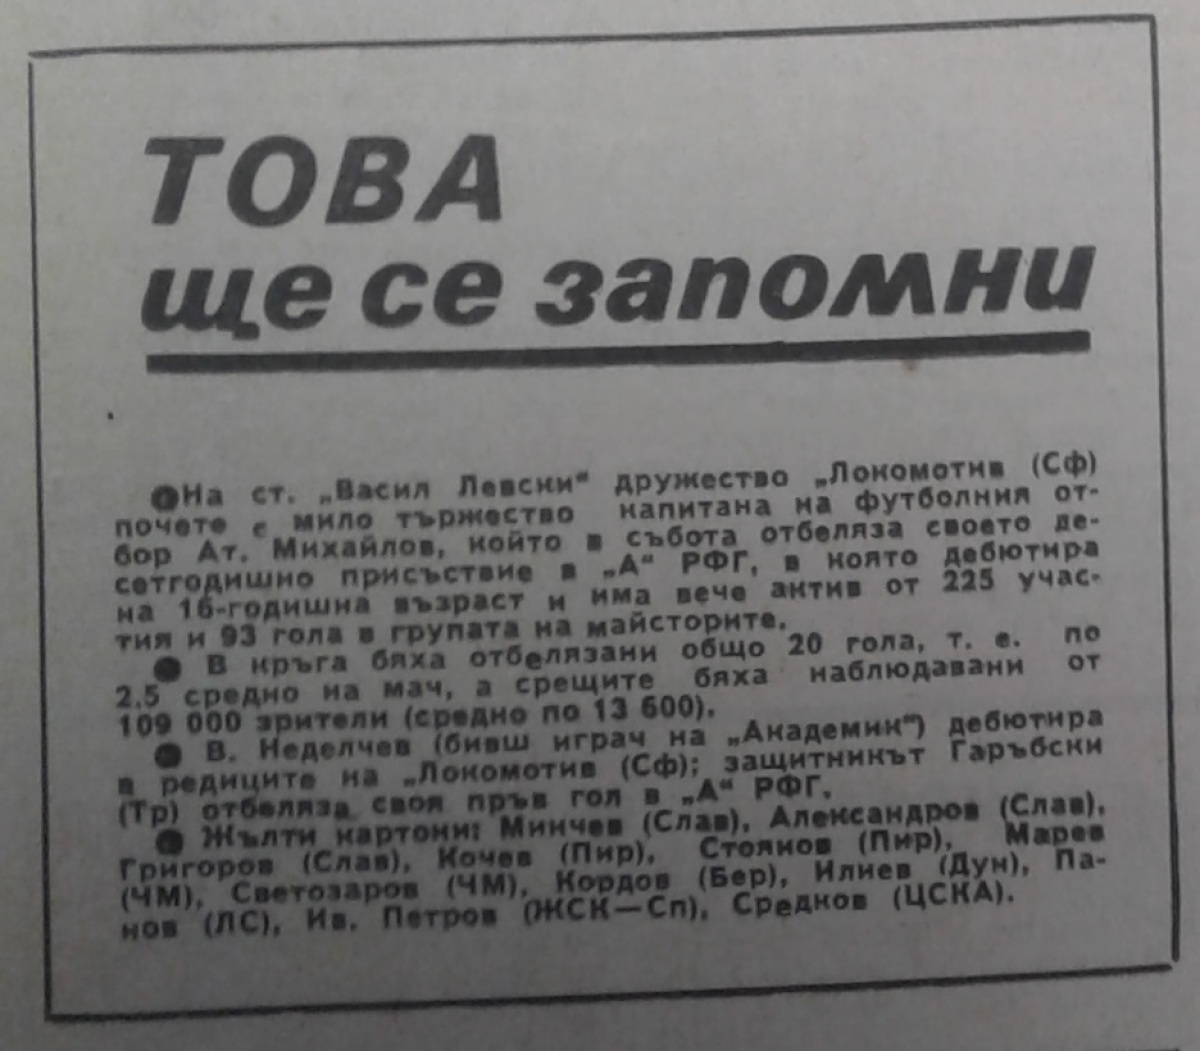 ТОВА
ще се запомни
● На ст. „Васил Левски“ дружество „Локомотив (Сф)
почете с мило тържество капитана на футболния от-
бор Ат. Михайлов, който в събота отбеляза своето де-
сетгодишно присъствие в „А“ РФГ, в която дебютира
на 16-годишна възраст и има вече актив от 225 учас-
тия и 93 гола в групата на майсторите.
● В кръга бяха отбелязани общо 20 гола, т. е. по
2,5 средно на мач, а срещите бяха наблюдавани от
109 000 зрители (средно по 13 600).
● В. Неделчев (бивш играч на „Академик“) дебютира
в редиците на „Локомотив (Сф); защитникът Гаръбски
(Тр) отбеляза своя пръв гол в „А“ РФГ.
● Жълти картони: Минчев (Слав), Александров (Слав),
Григоров (Слав), Кочев (Пир), Стоянов (Пир), Марев
(ЧМ), Светозаров (ЧМ), Кордов (Бер), Илиев (Дун), Па-
нов (ЛС), Ив. Петров (ЖСК—Сп), Средков (ЦСКА).